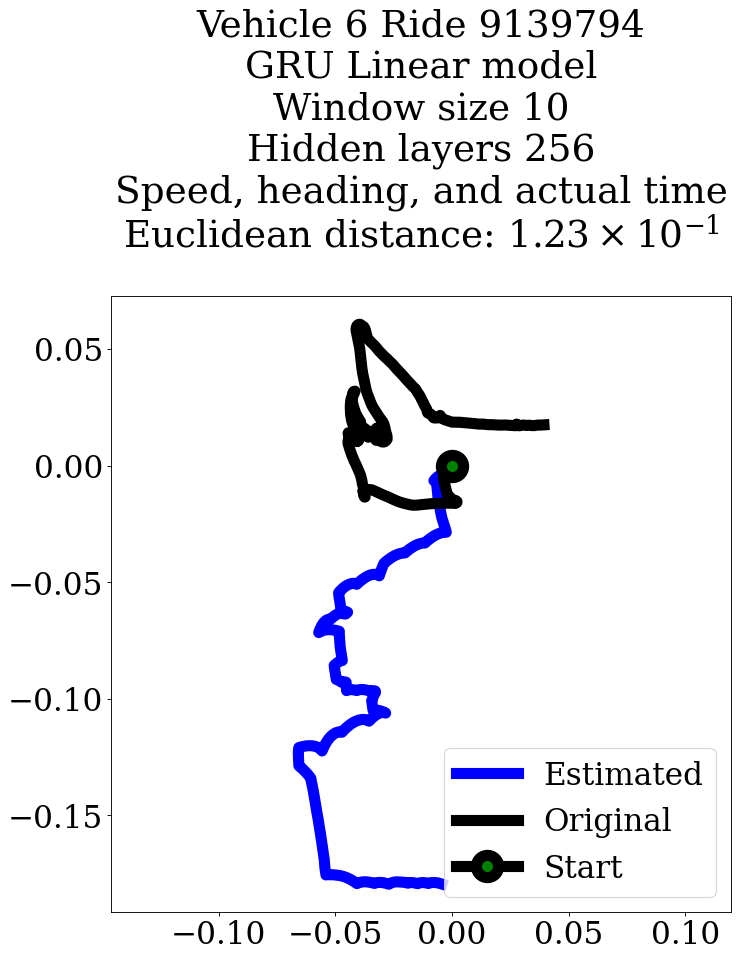 Vehicle 6 Ride 9139794
GRU Linear model
Window size 10
Hidden layers 256
Speed, heading, and actual time
Euclidean distance: 1.23 × 10⁻¹
0.05
0.00
−0.05
−0.10
−0.15
Estimated
Original
Start
−0.10 −0.05 0.00 0.05 0.10